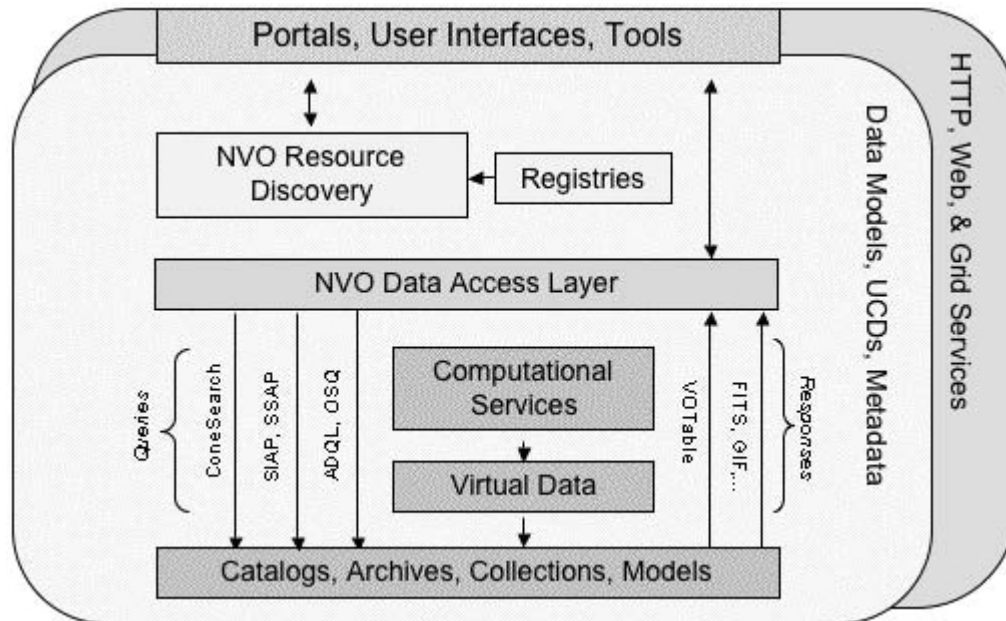 Portals, User Interfaces, Tools
NVO Resource
Discovery
Registries
NVO Data Access Layer
Queries
ConeSearch
SIAP, SSAP
ADQL, OSQ
Computational
Services
Virtual Data
VOTable
FITS, GIF,...
Responses
Catalogs, Archives, Collections, Models
Data Models, UCDs, Metadata
HTTP, Web, & Grid Services